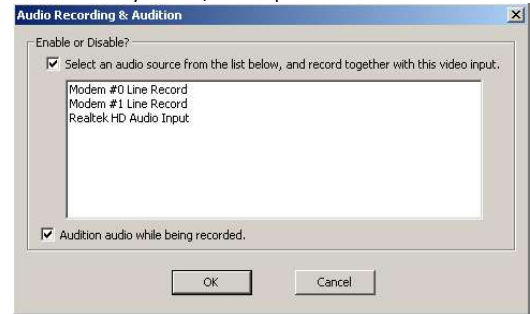 Audio Recording & Audition
Enable or Disable?
Select an audio source from the list below, and record together with this video input.
Modem #0 Line Record
Modem #1 Line Record
Realtek HD Audio Input
Audition audio while being recorded.
OK Cancel